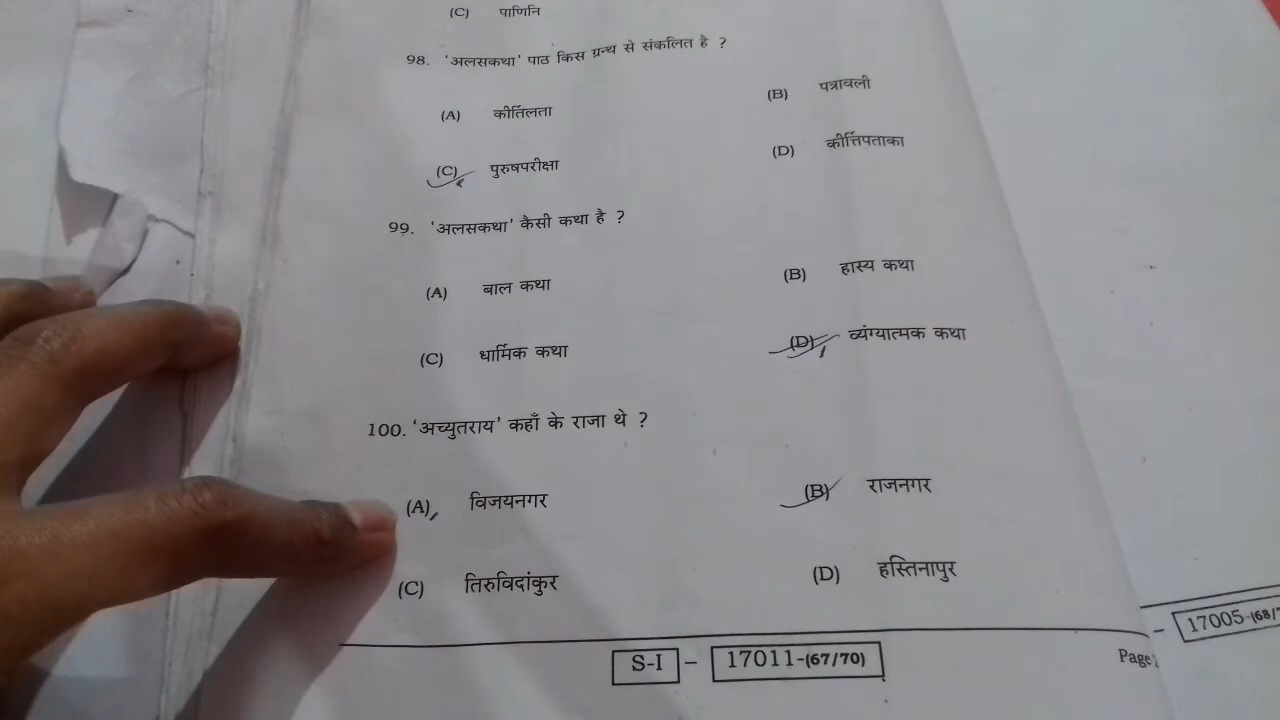 (C) पाणिनि
98. 'अलसकथा' पाठ किस ग्रन्थ से संकलित है ?
(A) कीर्तिलता (B) पत्रावली
(C) पुरुषपरीक्षा (D) कीर्त्तिपताका
99. 'अलसकथा' कैसी कथा है ?
(A) बाल कथा (B) हास्य कथा
(C) धार्मिक कथा (D) व्यंग्यात्मक कथा
100. 'अच्युतराय' कहाँ के राजा थे ?
(A) विजयनगर (B) राजनगर
(C) तिरुविदांकुर (D) हस्तिनापुर
S-I – 17011-(67/70) Page
– 17005-(68/7